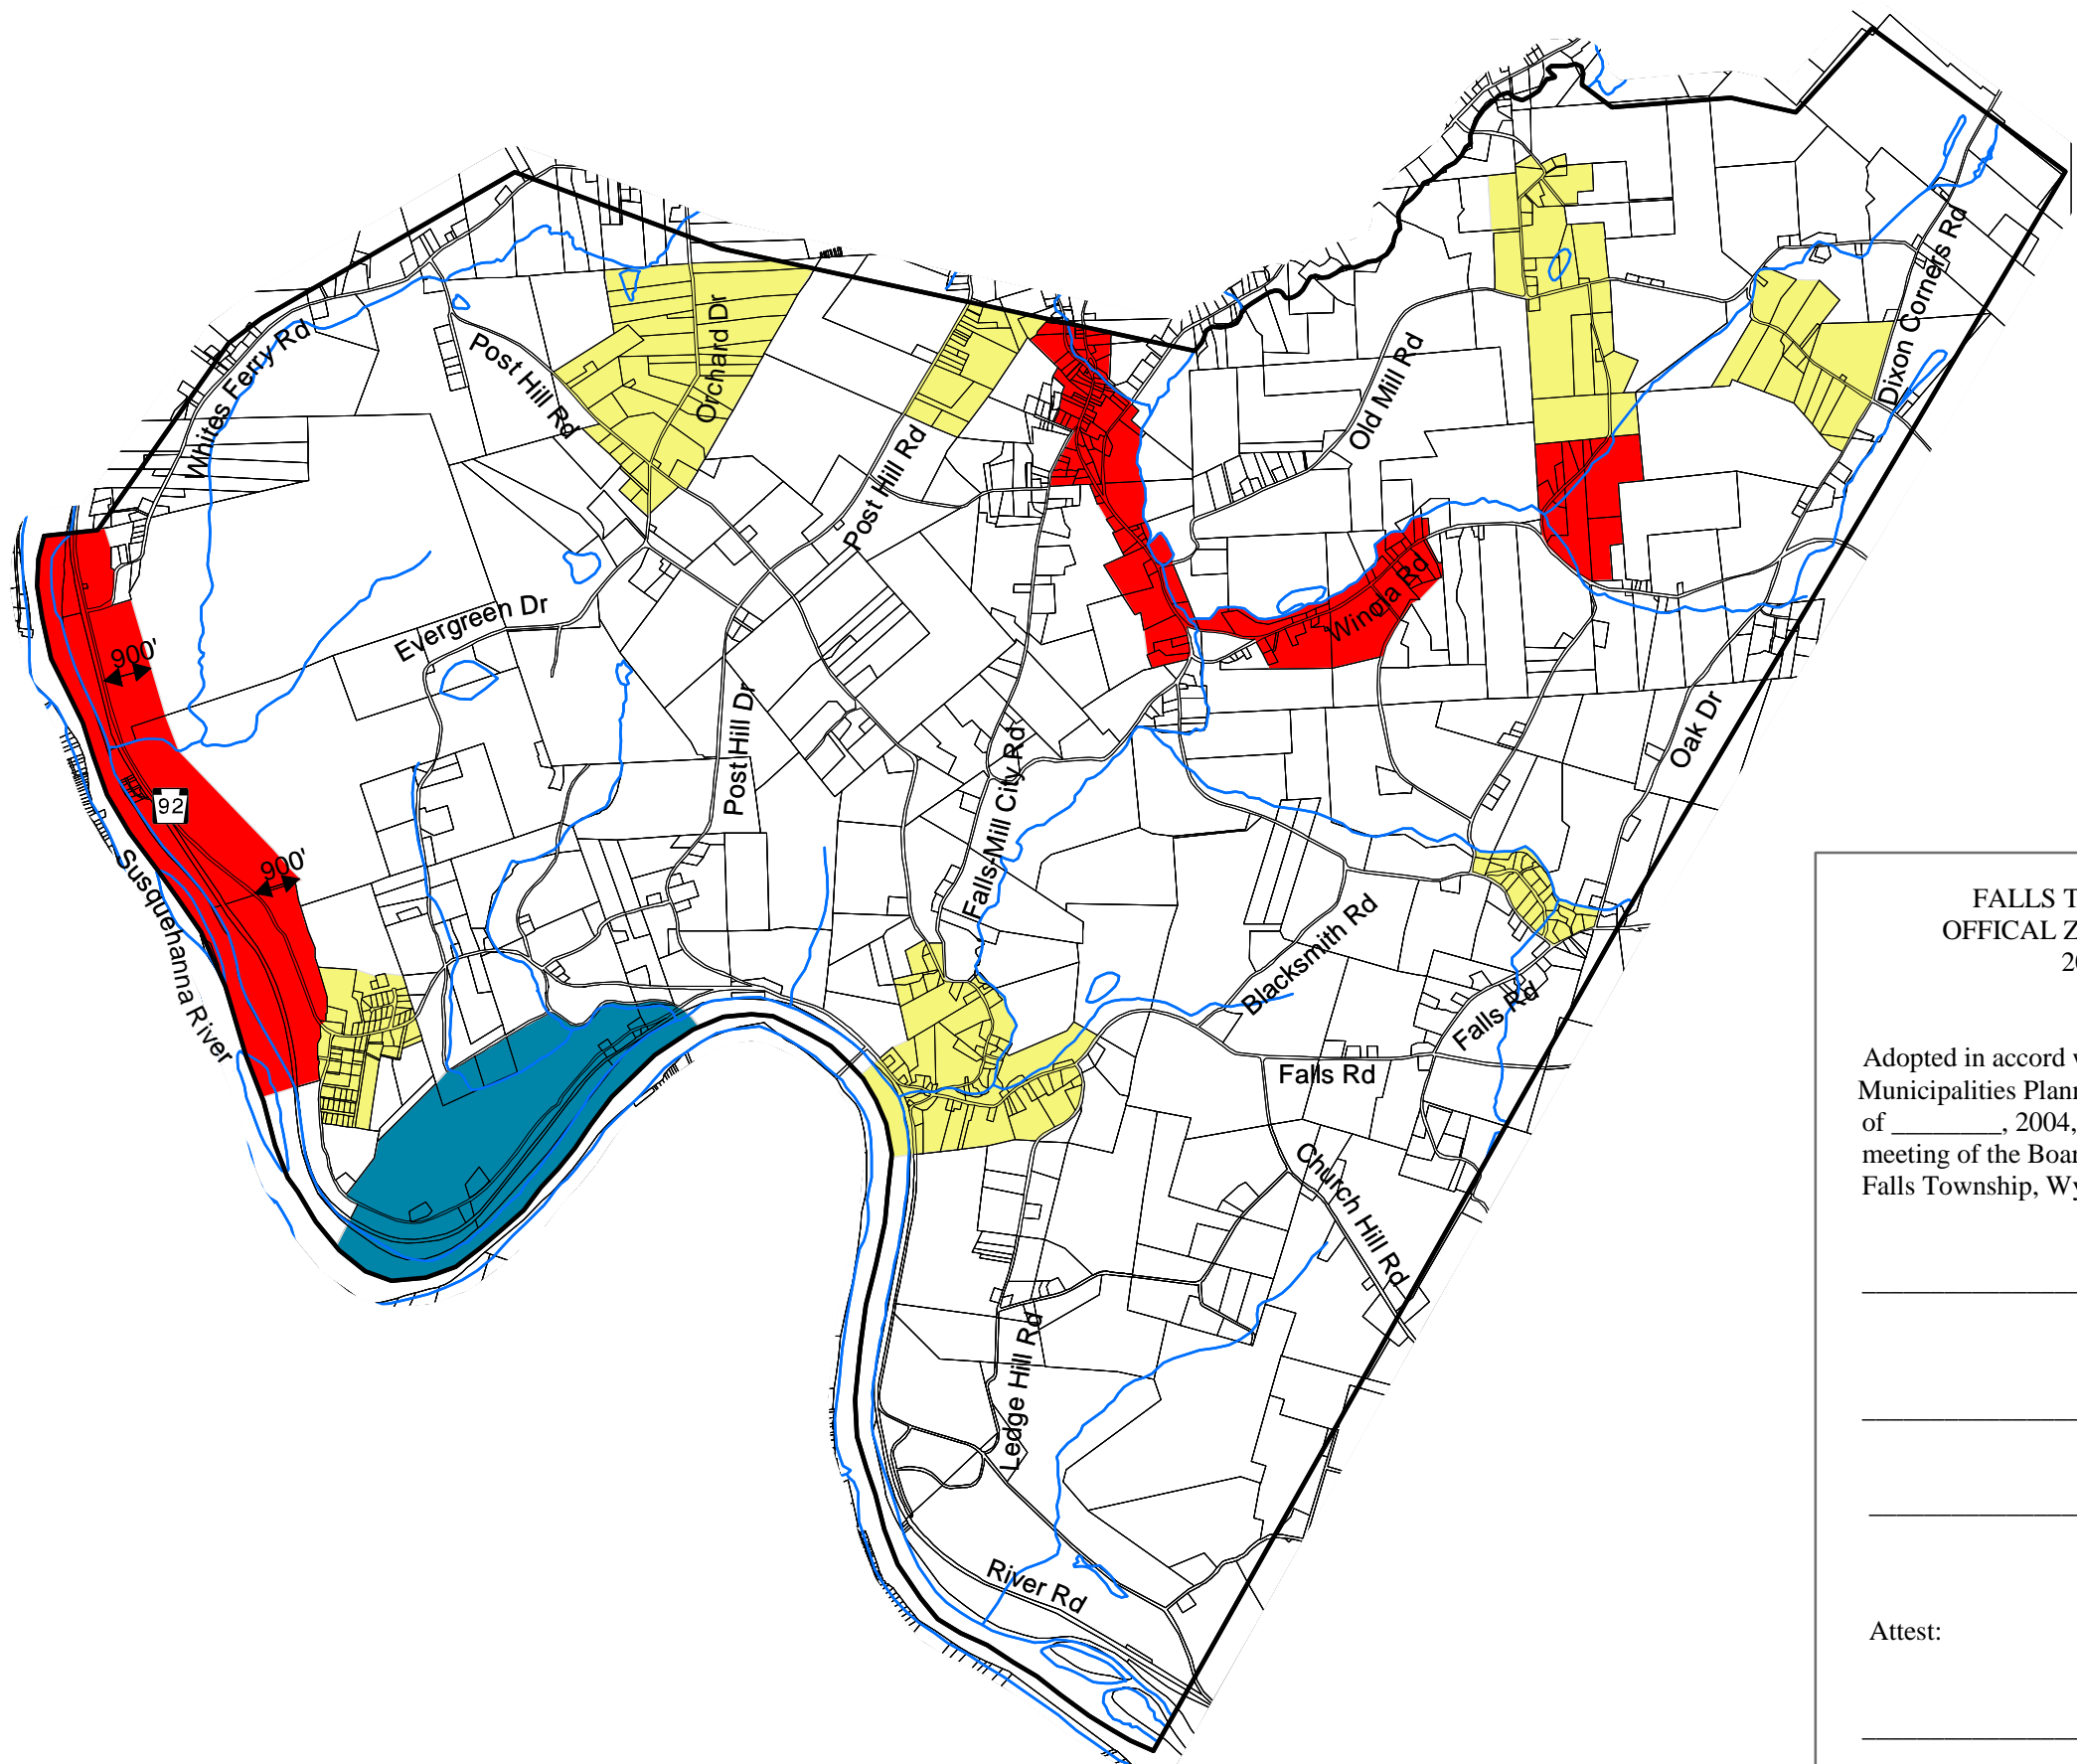 Whites Ferry Rd
Post Hill Rd
Orchard Dr
Post Hill Rd
Old Mill Rd
Dixon Corners Rd
Winola Rd
Evergreen Dr
900'
Post Hill Dr
Falls-Mill City Rd
Oak Dr
92
900'
Susquehanna River
Blacksmith Rd
Falls Rd
Falls Rd
Church Hill Rd
Ledge Hill Rd
River Rd
FALLS T
OFFICAL Z
20
Adopted in accord
Municipalities Plann
of ________, 2004,
meeting of the Boar
Falls Township, Wy
Attest: